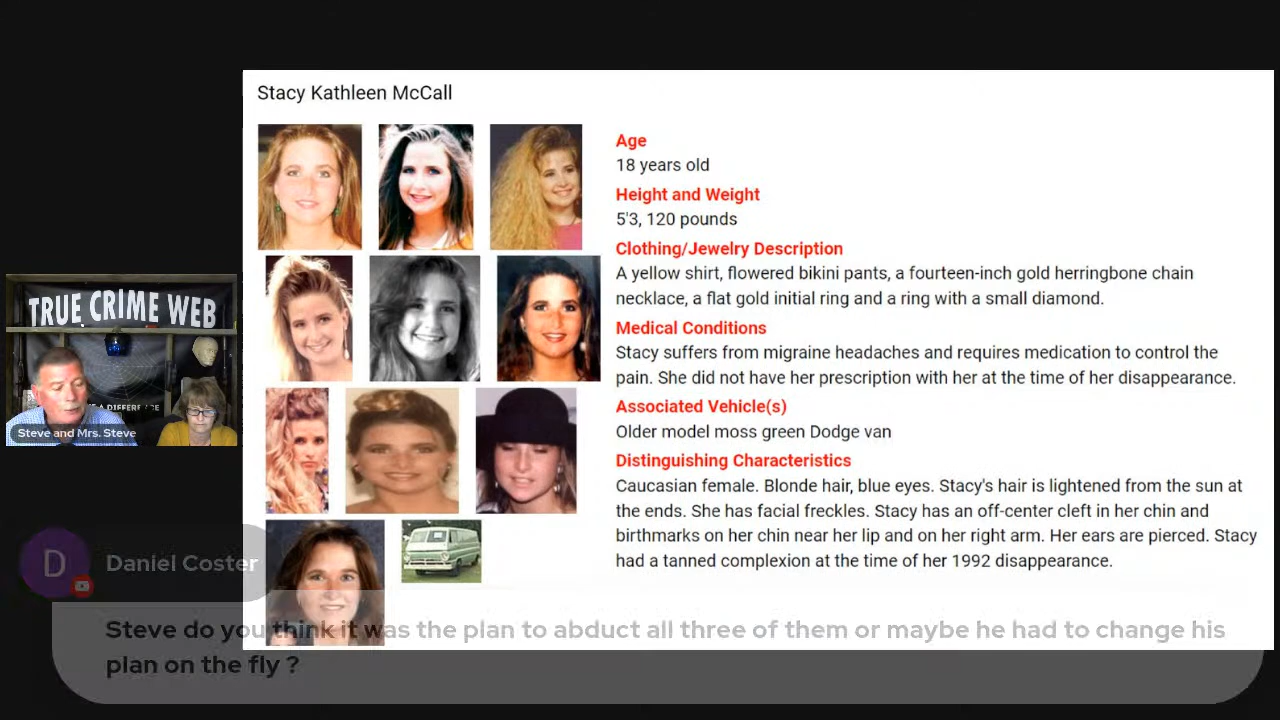 Stacy Kathleen McCall
Age
18 years old
Height and Weight
5'3, 120 pounds
Clothing/Jewelry Description
A yellow shirt, flowered bikini pants, a fourteen-inch gold herringbone chain
necklace, a flat gold initial ring and a ring with a small diamond.
Medical Conditions
Stacy suffers from migraine headaches and requires medication to control the
pain. She did not have her prescription with her at the time of her disappearance.
Associated Vehicle(s)
Older model moss green Dodge van
Distinguishing Characteristics
Caucasian female. Blonde hair, blue eyes. Stacy's hair is lightened from the sun at
the ends. She has facial freckles. Stacy has an off-center cleft in her chin and
birthmarks on her chin near her lip and on her right arm. Her ears are pierced. Stacy
had a tanned complexion at the time of her 1992 disappearance.
TRUE CRIME WEB
A DIFFERENCE
Steve and Mrs. Steve
D
Daniel Coster
Steve do you think it was the plan to abduct all three of them or maybe he had to change his
plan on the fly ?